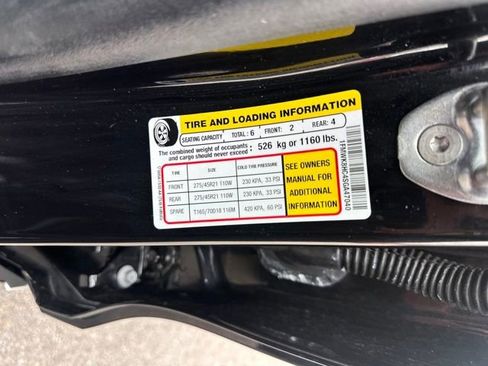 TIRE AND LOADING INFORMATION
SEATING CAPACITY TOTAL: 6 FRONT: 2 REAR: 4
The combined weight of occupants and cargo should never exceed: 526 kg or 1160 lbs.
TIRE SIZE COLD TIRE PRESSURE
FRONT 275/45R21 110W 230 KPA, 33 PSI
REAR 275/45R21 110W 230 KPA, 33 PSI
SPARE T165/70D18 116M 420 KPA, 60 PSI
SEE OWNERS
MANUAL FOR
ADDITIONAL
INFORMATION